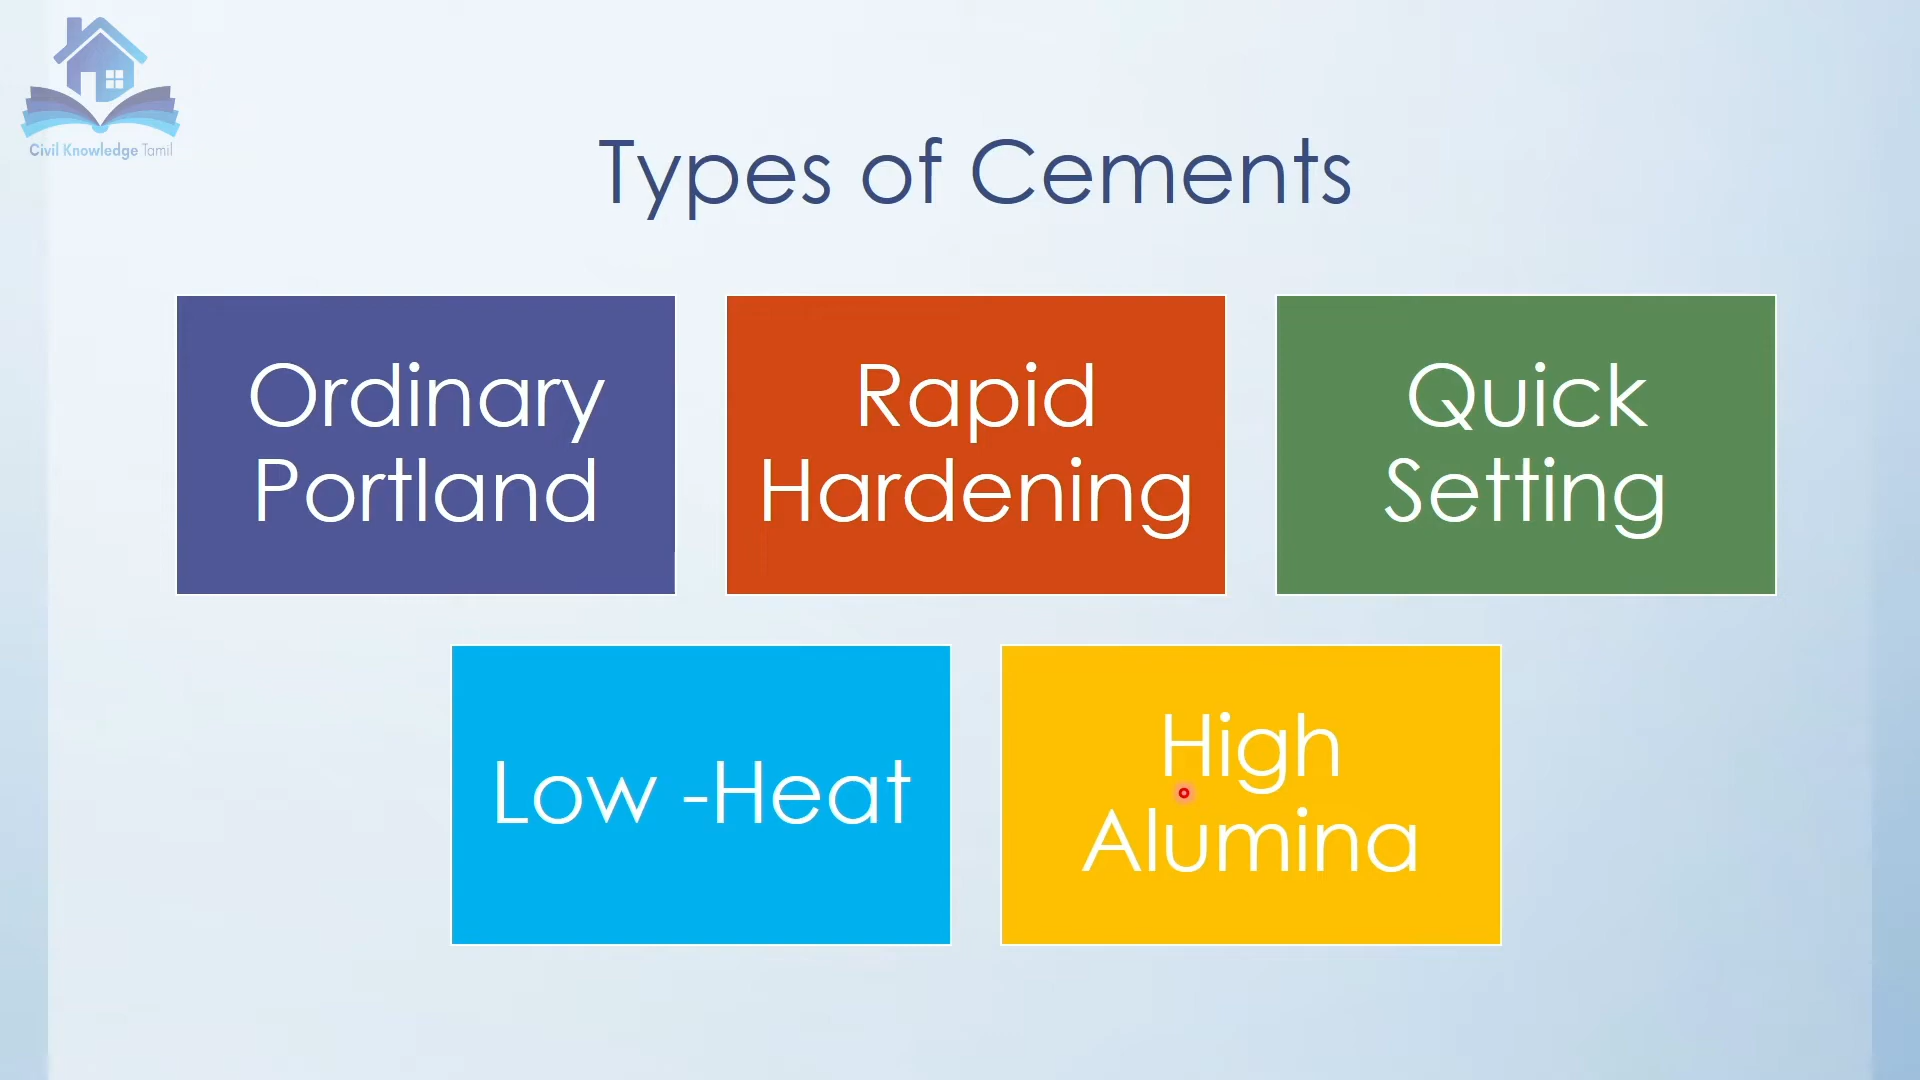 Civil Knowledge Tamil
Types of Cements
Ordinary
Portland
Rapid
Hardening
Quick
Setting
Low -Heat
High
Alumina